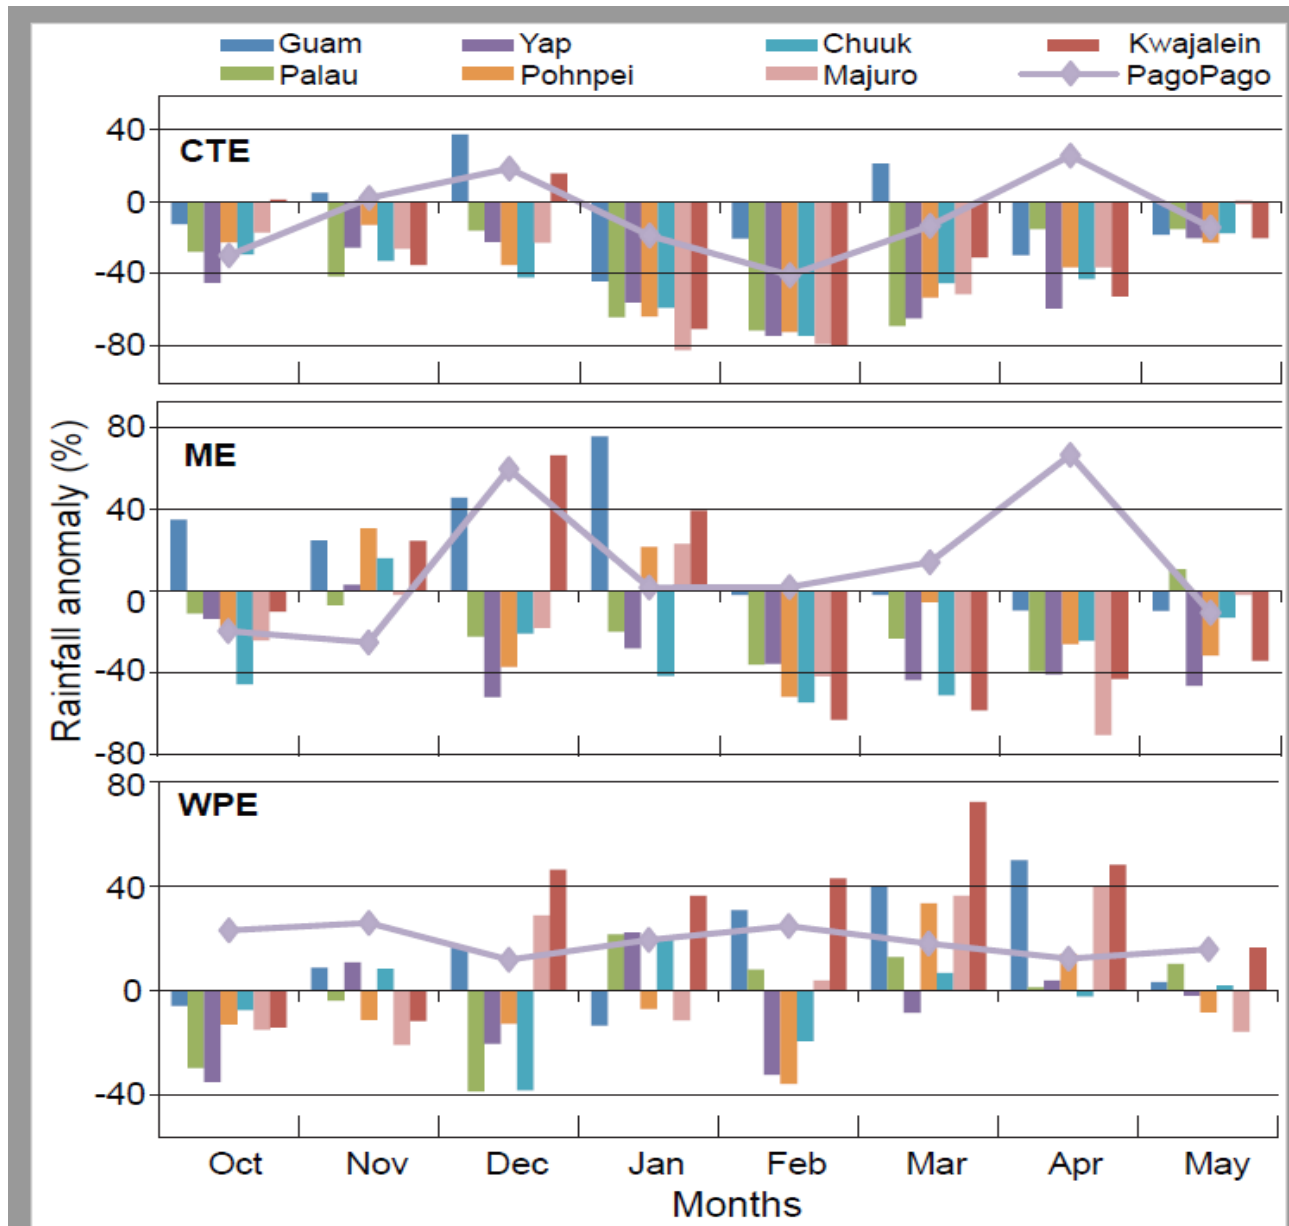 Guam Yap Chuuk Kwajalein
Palau Pohnpei Majuro PagoPago
CTE
40
0
-40
-80
ME
80
40
0
-40
-80
WPE
80
40
0
-40
Rainfall anomaly (%)
Oct Nov Dec Jan Feb Mar Apr May
Months